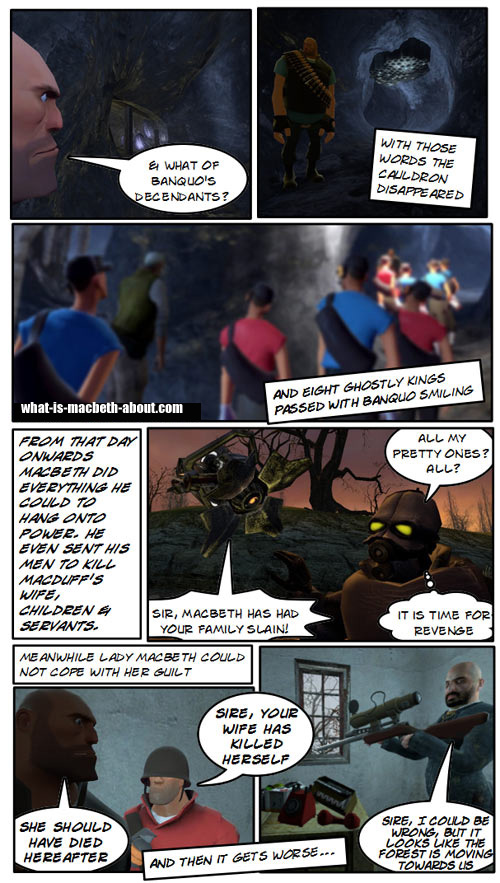 & WHAT OF
BANQUO'S
DECENDANTS?
WITH THOSE
WORDS THE
CAULDRON
DISAPPEARED
what-is-macbeth-about.com
AND EIGHT GHOSTLY KINGS
PASSED WITH BANQUO SMILING
FROM THAT DAY
ONWARDS
MACBETH DID
EVERYTHING HE
COULD TO
HANG ONTO
POWER. HE
EVEN SENT HIS
MEN TO KILL
MACDUFF'S
WIFE,
CHILDREN &
SERVANTS.
SIR, MACBETH HAS HAD
YOUR FAMILY SLAIN!
ALL MY
PRETTY ONES?
ALL?
IT IS TIME FOR
REVENGE
MEANWHILE LADY MACBETH COULD
NOT COPE WITH HER GUILT
SIRE, YOUR
WIFE HAS
KILLED
HERSELF
SHE SHOULD
HAVE DIED
HEREAFTER
AND THEN IT GETS WORSE...
SIRE, I COULD BE
WRONG, BUT IT
LOOKS LIKE THE
FOREST IS MOVING
TOWARDS US